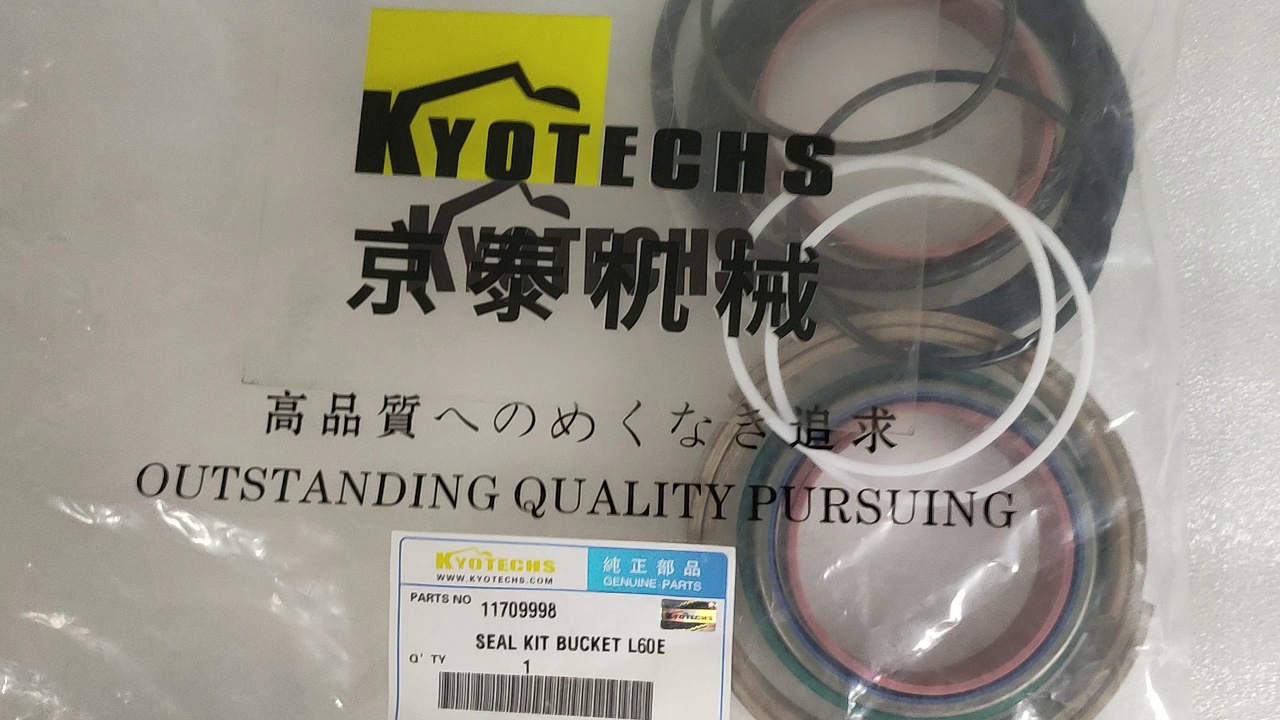 KYOTECHS
KYOTECHS
京泰机械
高品質へのめくなき追求
OUTSTANDING QUALITY PURSUING
KYOTECHS
WWW.KYOTECHS.COM
純正部品
GENUINE PARTS
PARTS NO 11709998
KYOTECHS
SEAL KIT BUCKET L60E
Q'TY 1